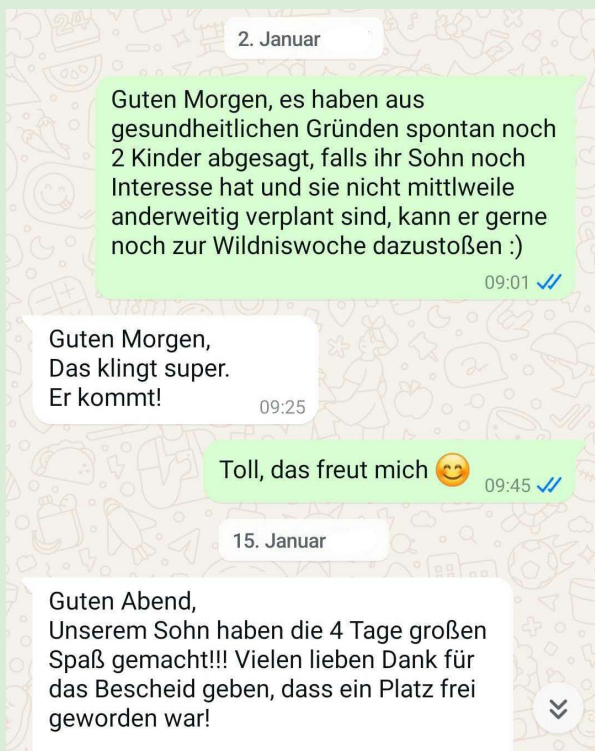 2. Januar
Guten Morgen, es haben aus
gesundheitlichen Gründen spontan noch
2 Kinder abgesagt, falls ihr Sohn noch
Interesse hat und sie nicht mittlweile
anderweitig verplant sind, kann er gerne
noch zur Wildniswoche dazustoßen :)
09:01
Guten Morgen,
Das klingt super.
Er kommt!
09:25
Toll, das freut mich 😊
09:45
15. Januar
Guten Abend,
Unserem Sohn haben die 4 Tage großen
Spaß gemacht!!! Vielen lieben Dank für
das Bescheid geben, dass ein Platz frei
geworden war!